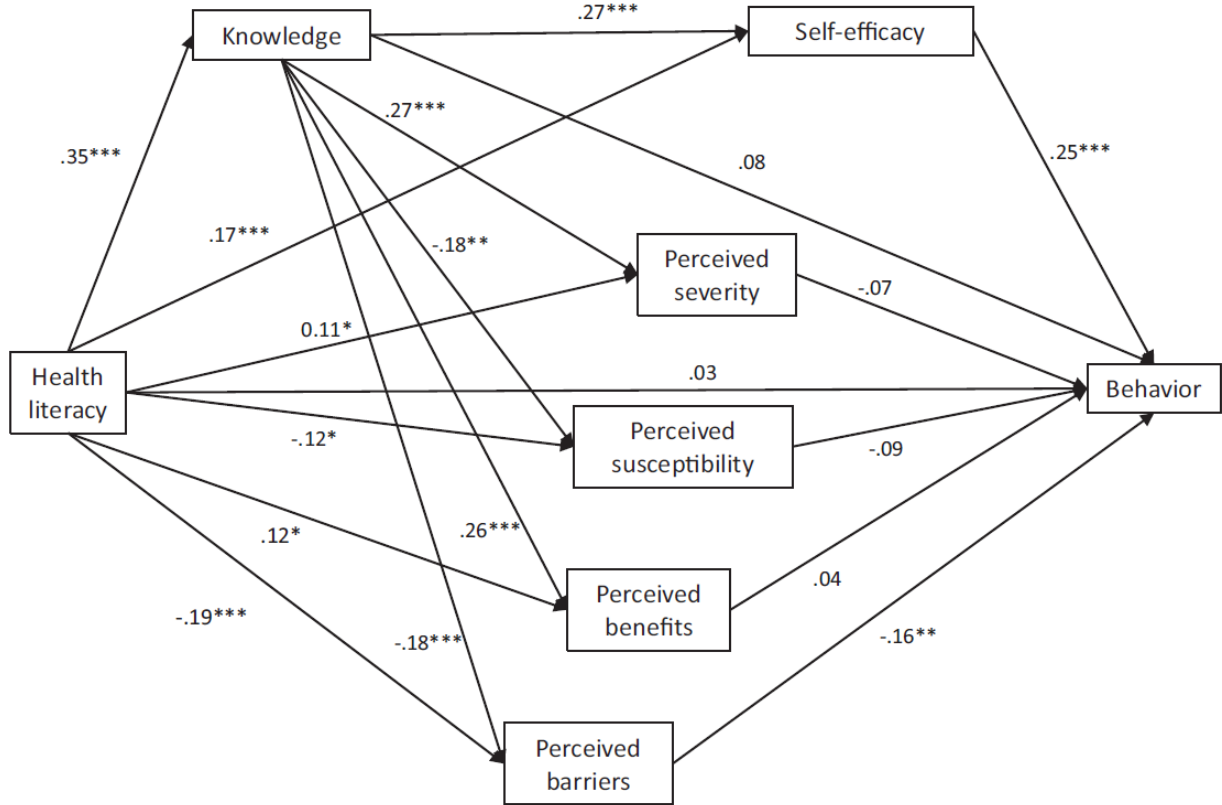 .27***
Knowledge
Self-efficacy
.27***
.35***
.08
.25***
.17***
-.18**
Perceived
severity
-.07
0.11*
Health
literacy
.03
Behavior
-.12*
Perceived
susceptibility
-.09
.12*
.26***
Perceived
benefits
.04
-.19***
-.18***
-.16**
Perceived
barriers